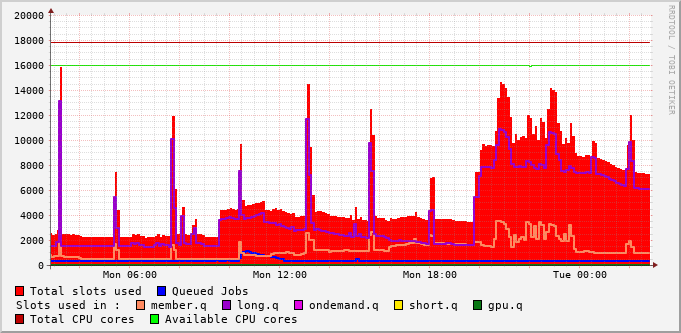 20000
18000
16000
14000
12000
10000
8000
6000
4000
2000
0
Mon 06:00 Mon 12:00 Mon 18:00 Tue 00:00
RRDTOOL / TOBI OETIKER
Total slots used Queued Jobs
Slots used in : member.q long.q ondemand.q short.q gpu.q
Total CPU cores Available CPU cores